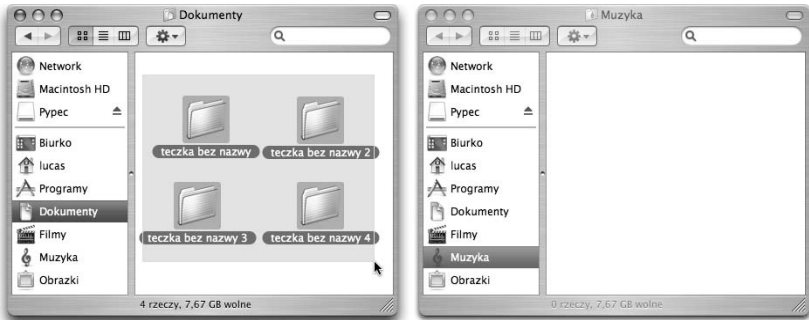 Dokumenty
Network
Macintosh HD
Pypec
Biurko
lucas
Programy
Dokumenty
Filmy
Muzyka
Obrazki
teczka bez nazwy
teczka bez nazwy 2
teczka bez nazwy 3
teczka bez nazwy 4
4 rzeczy, 7,67 GB wolne
Muzyka
Network
Macintosh HD
Pypec
Biurko
lucas
Programy
Dokumenty
Filmy
Muzyka
Obrazki
0 rzeczy, 7,67 GB wolne